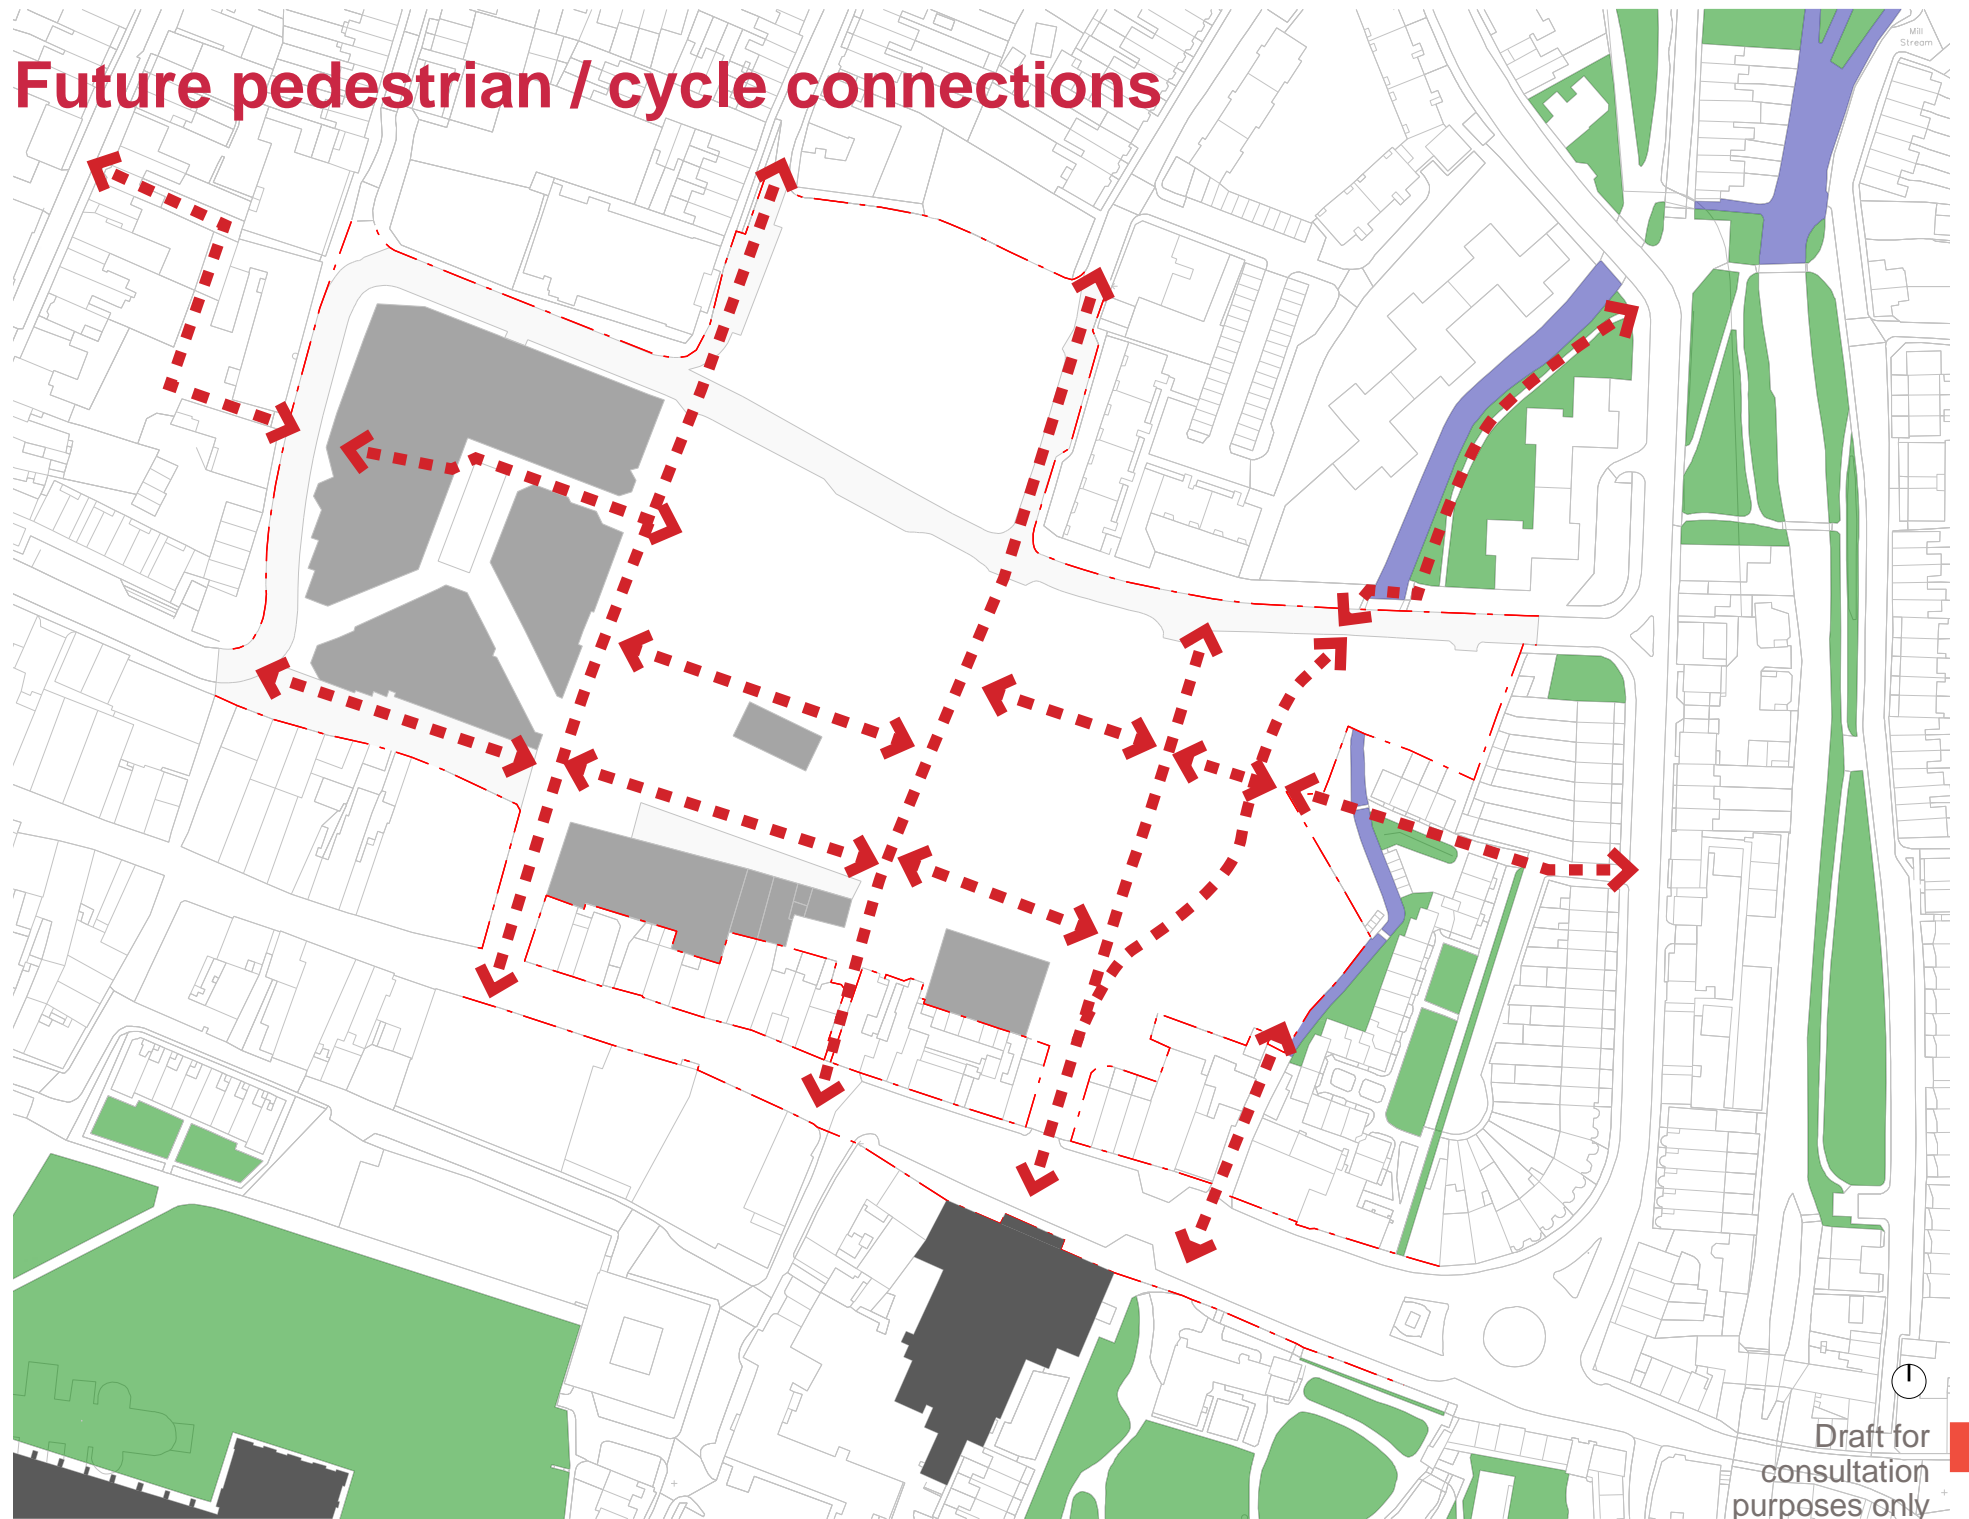 Future pedestrian / cycle connections
Mill
Stream
Draft for
consultation
purposes only